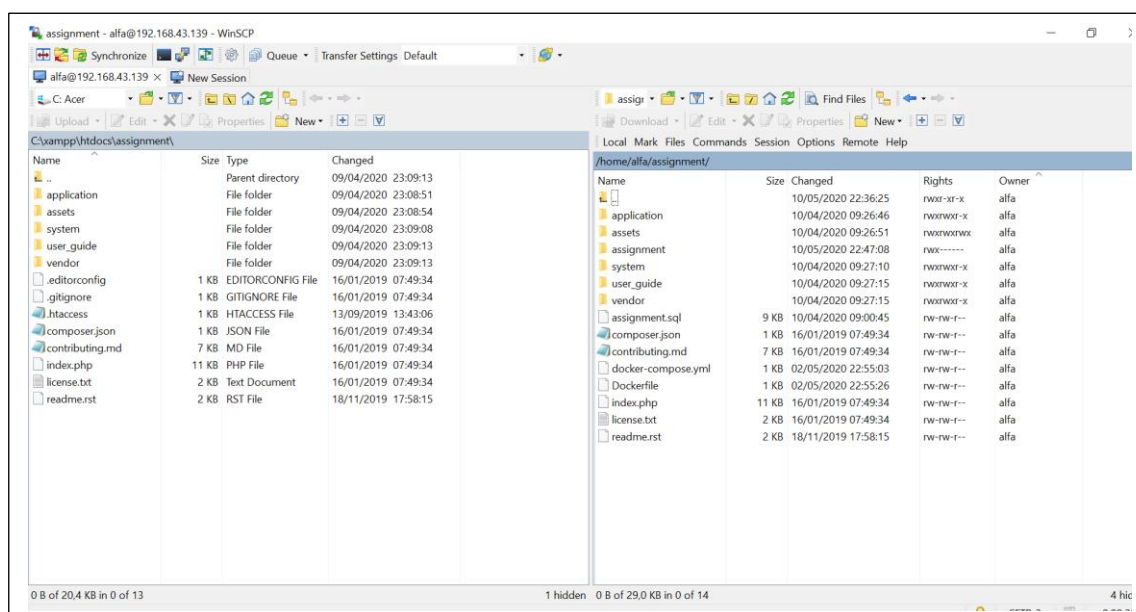 assignment - alfa@192.168.43.139 - WinSCP
Synchronize Queue Transfer Settings Default
alfa@192.168.43.139 × New Session
C: Acer
Upload Edit Properties New
C:\xampp\htdocs\assignment\
Name Size Type Changed
.. Parent directory 09/04/2020 23:09:13
application File folder 09/04/2020 23:08:51
assets File folder 09/04/2020 23:08:54
system File folder 09/04/2020 23:09:08
user_guide File folder 09/04/2020 23:09:13
vendor File folder 09/04/2020 23:09:13
.editorconfig 1 KB EDITORCONFIG File 16/01/2019 07:49:34
.gitignore 1 KB GITIGNORE File 16/01/2019 07:49:34
.htaccess 1 KB HTACCESS File 13/09/2019 13:43:06
composer.json 1 KB JSON File 16/01/2019 07:49:34
contributing.md 7 KB MD File 16/01/2019 07:49:34
index.php 11 KB PHP File 16/01/2019 07:49:34
license.txt 2 KB Text Document 16/01/2019 07:49:34
readme.rst 2 KB RST File 18/11/2019 17:58:15
0 B of 20,4 KB in 0 of 13 1 hidden
assigr Find Files
Download Edit Properties New
Local Mark Files Commands Session Options Remote Help
/home/alfa/assignment/
Name Size Changed Rights Owner
.. 10/05/2020 22:36:25 rwxr-xr-x alfa
application 10/04/2020 09:26:46 rwxrwxr-x alfa
assets 10/04/2020 09:26:51 rwxrwxrwx alfa
assignment 10/05/2020 22:47:08 rwx------ alfa
system 10/04/2020 09:27:10 rwxrwxr-x alfa
user_guide 10/04/2020 09:27:15 rwxrwxr-x alfa
vendor 10/04/2020 09:27:15 rwxrwxr-x alfa
assignment.sql 9 KB 10/04/2020 09:00:45 rw-rw-r-- alfa
composer.json 1 KB 16/01/2019 07:49:34 rw-rw-r-- alfa
contributing.md 7 KB 16/01/2019 07:49:34 rw-rw-r-- alfa
docker-compose.yml 1 KB 02/05/2020 22:55:03 rw-rw-r-- alfa
Dockerfile 1 KB 02/05/2020 22:55:26 rw-rw-r-- alfa
index.php 11 KB 16/01/2019 07:49:34 rw-rw-r-- alfa
license.txt 2 KB 16/01/2019 07:49:34 rw-rw-r-- alfa
readme.rst 2 KB 18/11/2019 17:58:15 rw-rw-r-- alfa
0 B of 29,0 KB in 0 of 14 4 hid